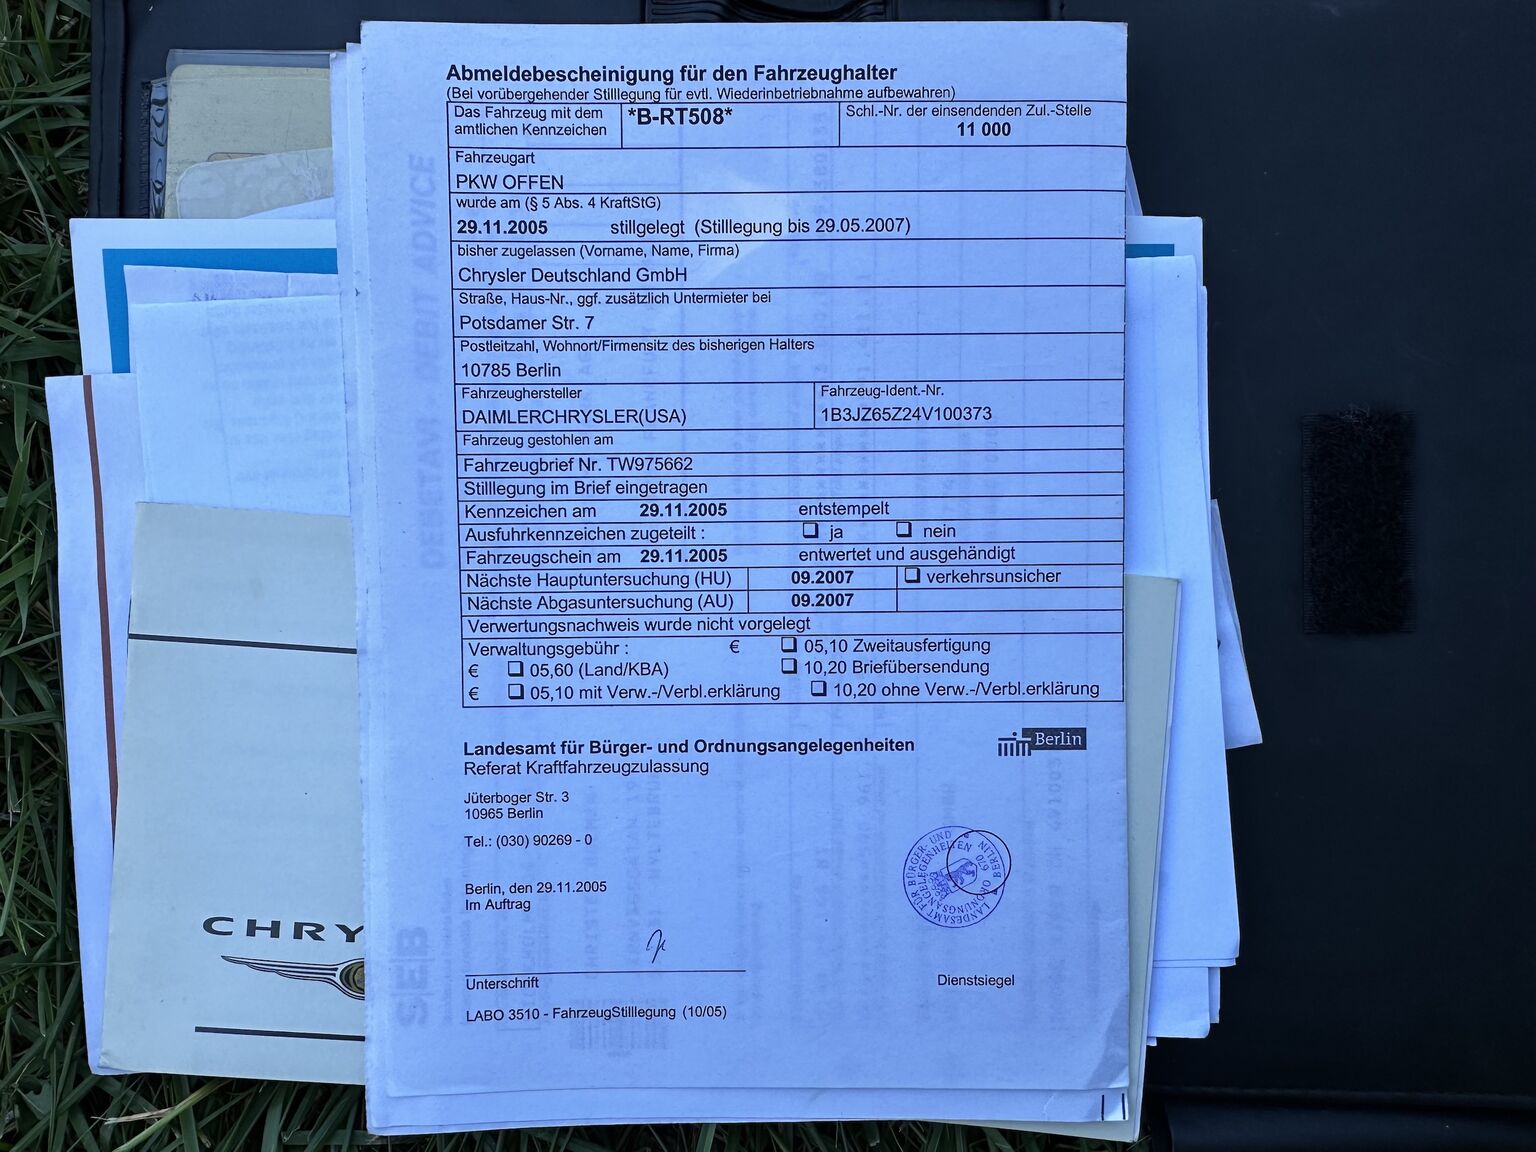 Abmeldebescheinigung für den Fahrzeughalter
(Bei vorübergehender Stilllegung für evtl. Wiederinbetriebnahme aufbewahren)
Das Fahrzeug mit dem
amtlichen Kennzeichen
*B-RT508*
Schl.-Nr. der einsendenden Zul.-Stelle
11 000
Fahrzeugart
PKW OFFEN
wurde am (§ 5 Abs. 4 KraftStG)
29.11.2005 stillgelegt (Stilllegung bis 29.05.2007)
bisher zugelassen (Vorname, Name, Firma)
Chrysler Deutschland GmbH
Straße, Haus-Nr., ggf. zusätzlich Untermieter bei
Potsdamer Str. 7
Postleitzahl, Wohnort/Firmensitz des bisherigen Halters
10785 Berlin
Fahrzeughersteller
DAIMLERCHRYSLER(USA)
Fahrzeug-Ident.-Nr.
1B3JZ65Z24V100373
Fahrzeug gestohlen am
Fahrzeugbrief Nr. TW975662
Stilllegung im Brief eingetragen
Kennzeichen am 29.11.2005 entstempelt
Ausfuhrkennzeichen zugeteilt : ☐ ja ☐ nein
Fahrzeugschein am 29.11.2005 entwertet und ausgehändigt
Nächste Hauptuntersuchung (HU) 09.2007 ☐ verkehrsunsicher
Nächste Abgasuntersuchung (AU) 09.2007
Verwertungsnachweis wurde nicht vorgelegt
Verwaltungsgebühr : € ☐ 05,10 Zweitausfertigung
€ ☐ 05,60 (Land/KBA) ☐ 10,20 Briefübersendung
€ ☐ 05,10 mit Verw.-/Verbl.erklärung ☐ 10,20 ohne Verw.-/Verbl.erklärung
Landesamt für Bürger- und Ordnungsangelegenheiten
Berlin
Referat Kraftfahrzeugzulassung
Jüterboger Str. 3
10965 Berlin
Tel.: (030) 90269 - 0
LANDESAMT FÜR BÜRGER- UND
ORDNUNGSANGELEGENHEITEN
BERLIN
670
Berlin, den 29.11.2005
Im Auftrag
Unterschrift
Dienstsiegel
LABO 3510 - FahrzeugStilllegung (10/05)
CHRY